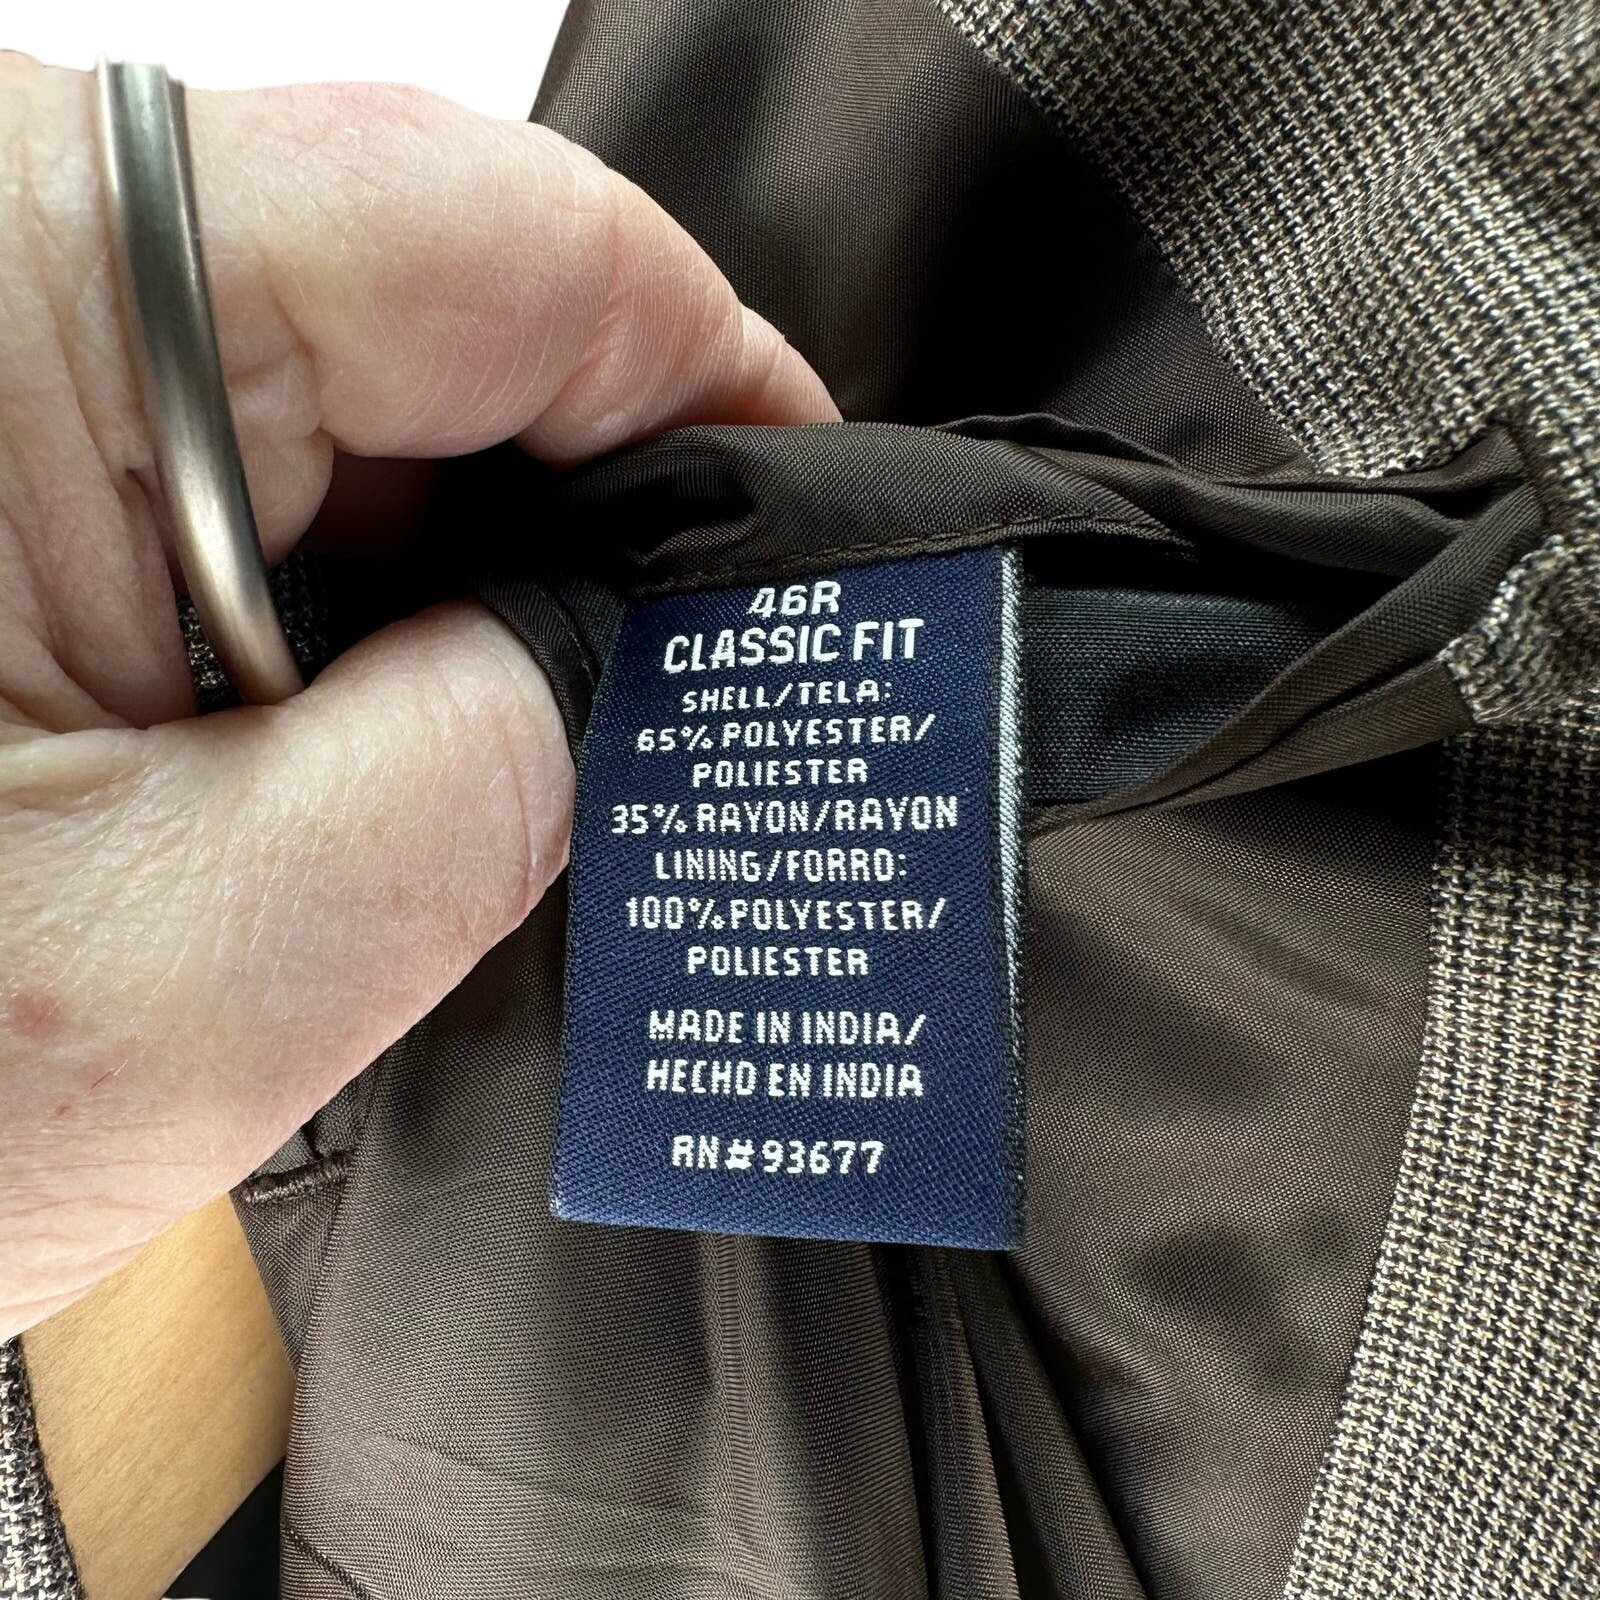 46R
CLASSIC FIT
SHELL/TELA:
65% POLYESTER/
POLIESTER
35% RAYON/RAYON
LINING/FORRO:
100% POLYESTER/
POLIESTER
MADE IN INDIA/
HECHO EN INDIA
RN#93677